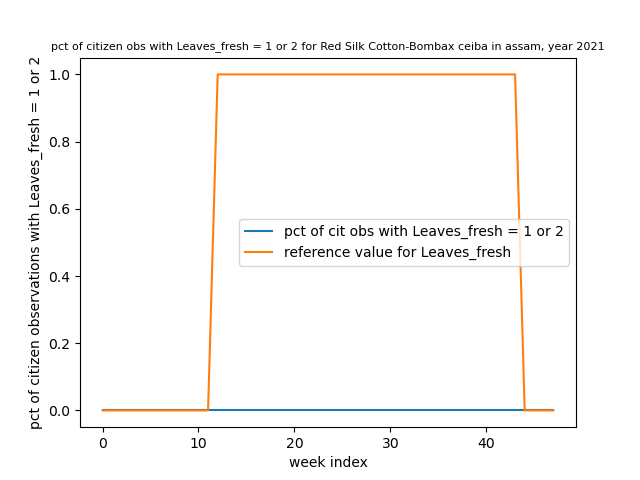 pct of citizen obs with Leaves_fresh = 1 or 2 for Red Silk Cotton-Bombax ceiba in assam, year 2021
pct of citizen observations with Leaves_fresh = 1 or 2
1.0
0.8
0.6
0.4
0.2
0.0
pct of cit obs with Leaves_fresh = 1 or 2
reference value for Leaves_fresh
0 10 20 30 40
week index